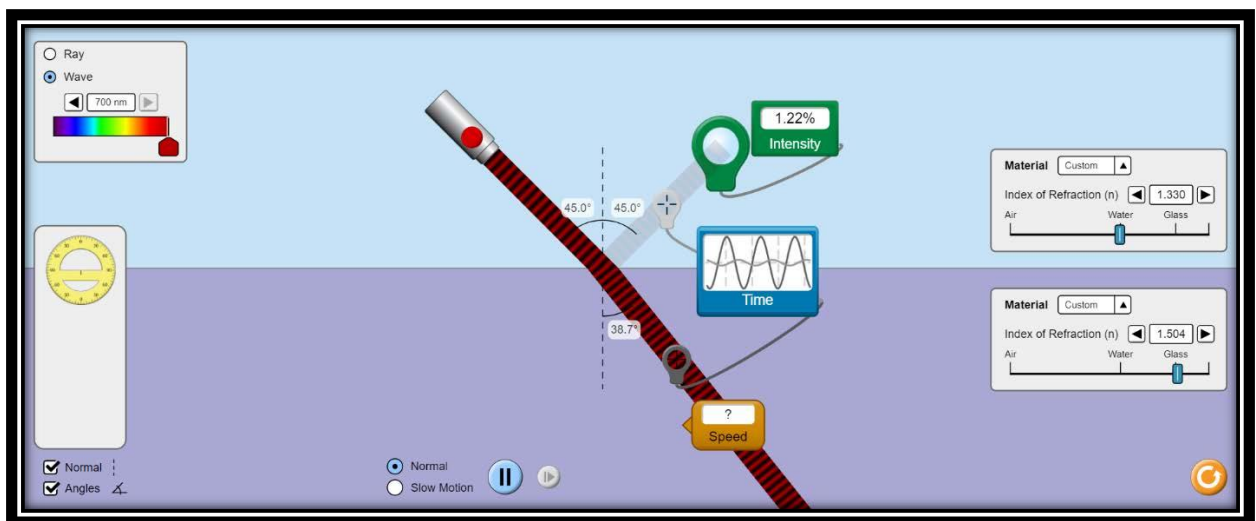 Ray
Wave
700 nm
1.22%
Intensity
45.0°
45.0°
Time
38.7°
?
Speed
Material Custom
Index of Refraction (n) 1.330
Air Water Glass
Material Custom
Index of Refraction (n) 1.504
Air Water Glass
Normal
Angles
Normal
Slow Motion